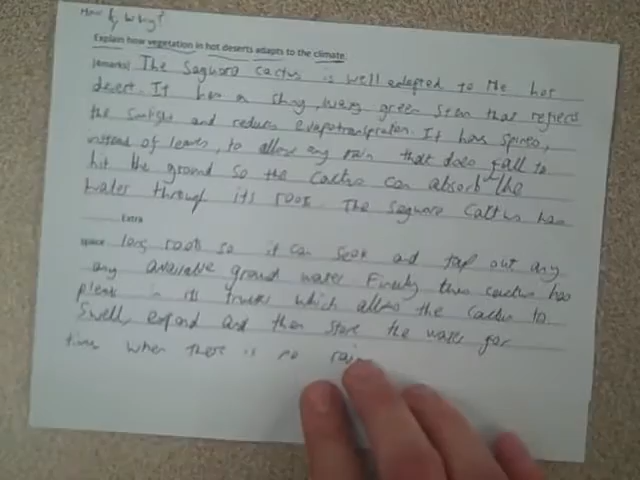 How & Why?
Explain how vegetation in hot deserts adapts to the climate.
(4marks) The Saguaro cactus is well adapted to the hot
desert. It has a shiny, waxy green stem that reflects
the sunlight and reduces evapotranspiration. It has spines,
instead of leaves, to allow any rain that does fall to
hit the ground so the cactus can absorb the
water through its roots. The Saguaro cactus has
Extra
space long roots so it can seek and tap out any
any available ground water. Finally the cactus has
pleats in its trunks which allows the cactus to
swell, expand and then store the water for
times when there is no rain